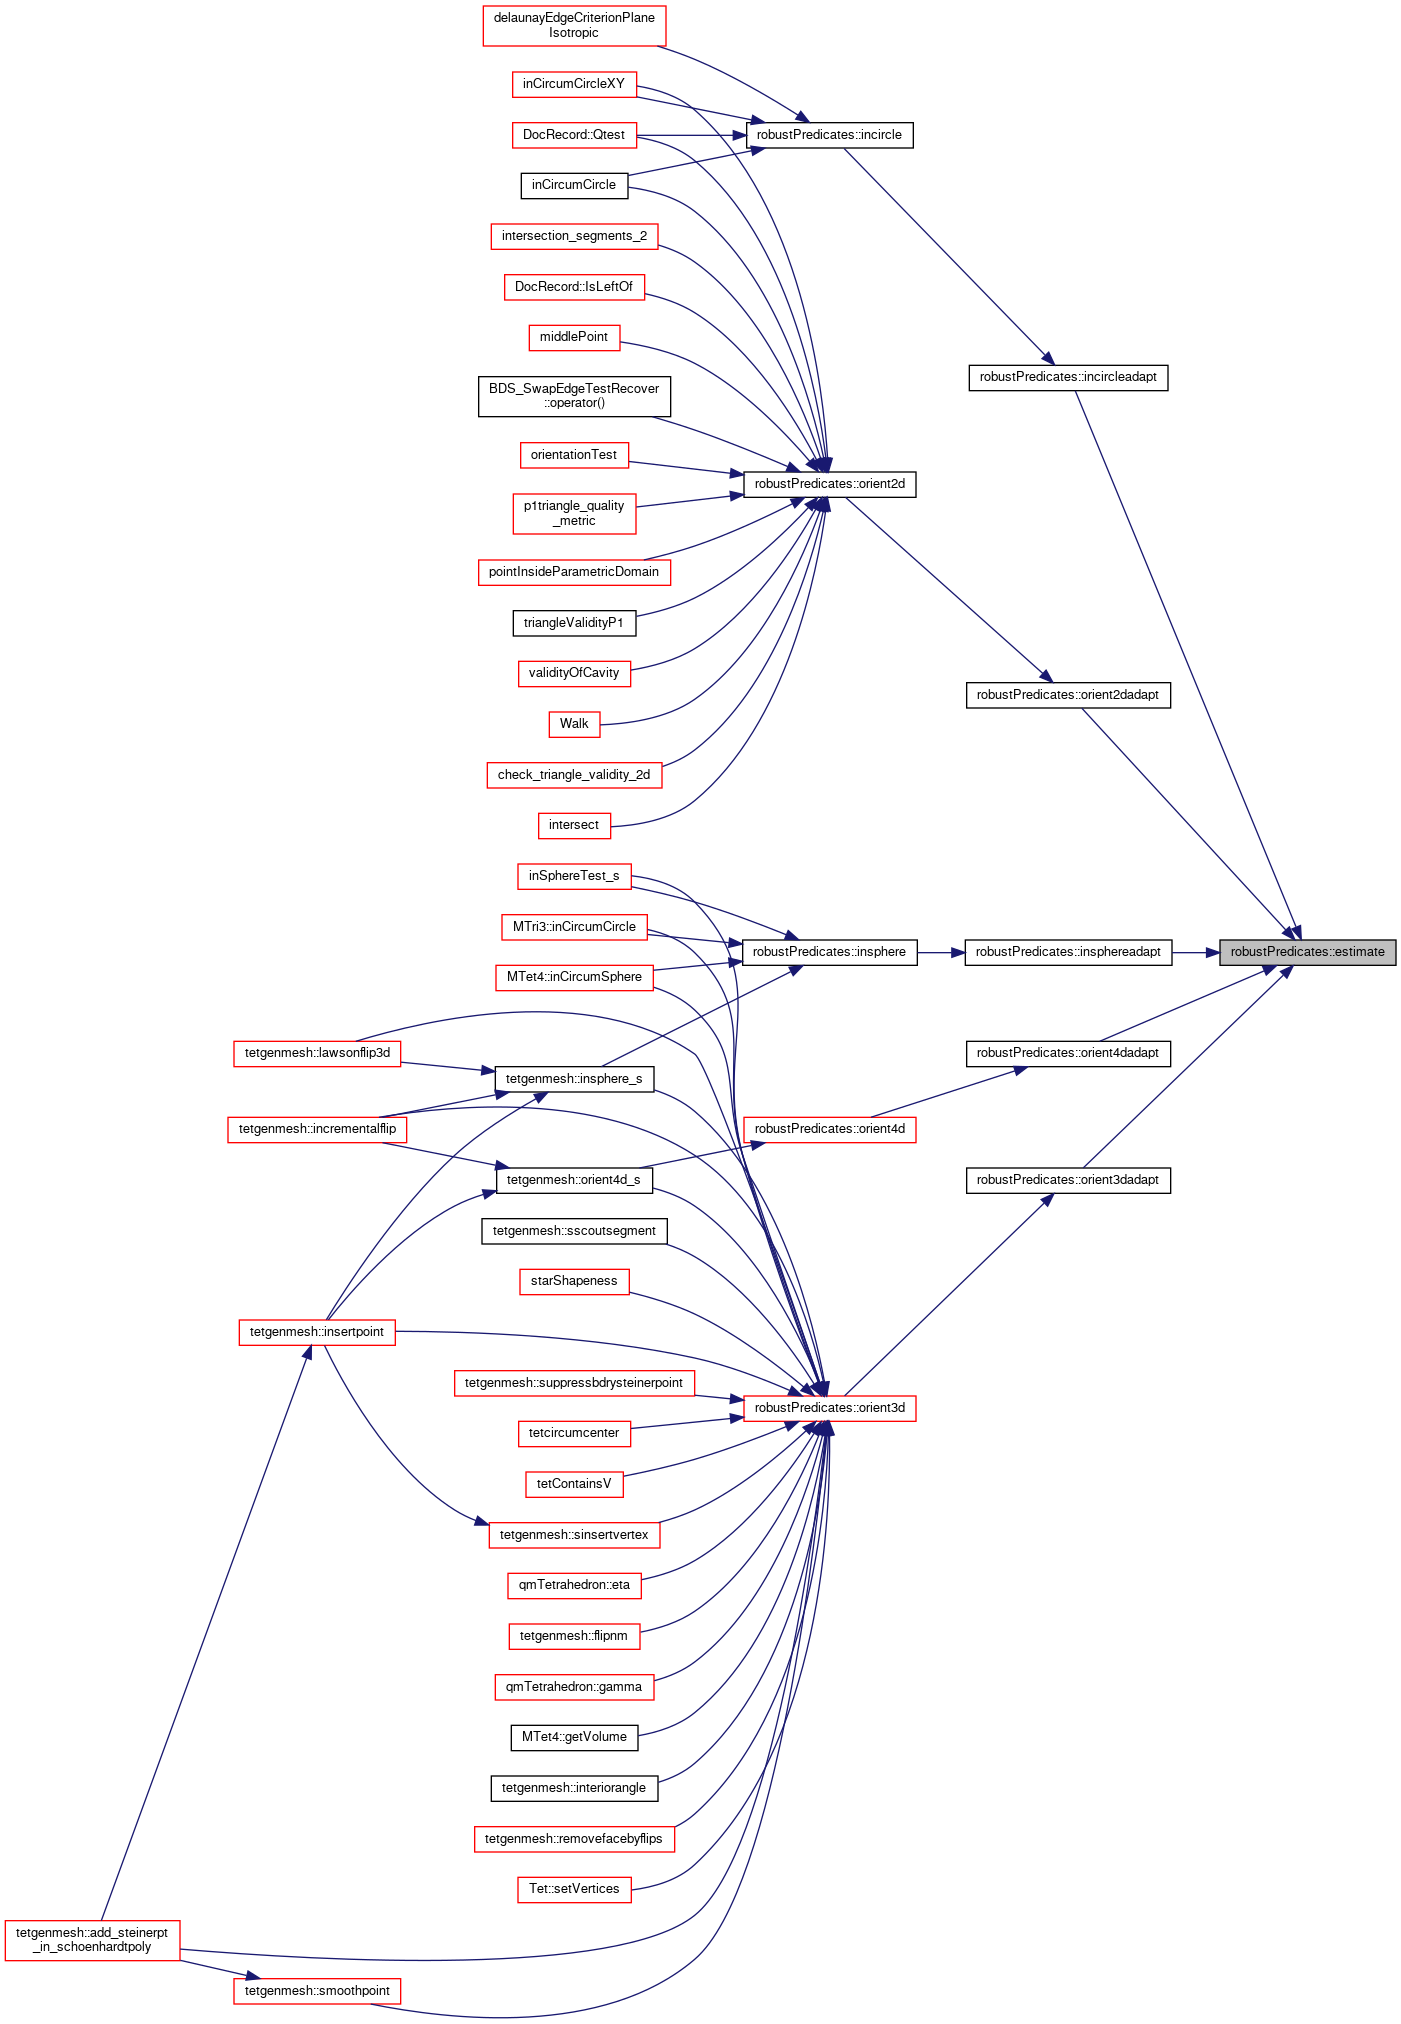 delaunayEdgeCriterionPlane
Isotropic
inCircumCircleXY
DocRecord::Qtest
robustPredicates::incircle
inCircumCircle
intersection_segments_2
DocRecord::IsLeftOf
middlePoint
robustPredicates::incircleadapt
BDS_SwapEdgeTestRecover
::operator()
orientationTest
robustPredicates::orient2d
p1triangle_quality
_metric
pointInsideParametricDomain
triangleValidityP1
validityOfCavity
robustPredicates::orient2dadapt
Walk
check_triangle_validity_2d
intersect
inSphereTest_s
MTri3::inCircumCircle
robustPredicates::insphere
robustPredicates::insphereadapt
robustPredicates::estimate
MTet4::inCircumSphere
tetgenmesh::lawsonflip3d
robustPredicates::orient4dadapt
tetgenmesh::insphere_s
tetgenmesh::incrementalflip
robustPredicates::orient4d
tetgenmesh::orient4d_s
robustPredicates::orient3dadapt
tetgenmesh::sscoutsegment
starShapeness
tetgenmesh::insertpoint
tetgenmesh::suppressbdrysteinerpoint
robustPredicates::orient3d
tetcircumcenter
tetContainsV
tetgenmesh::sinsertvertex
qmTetrahedron::eta
tetgenmesh::flipnm
qmTetrahedron::gamma
MTet4::getVolume
tetgenmesh::interiorangle
tetgenmesh::removefacebyflips
Tet::setVertices
tetgenmesh::add_steinerpt
_in_schoenhardtpoly
tetgenmesh::smoothpoint